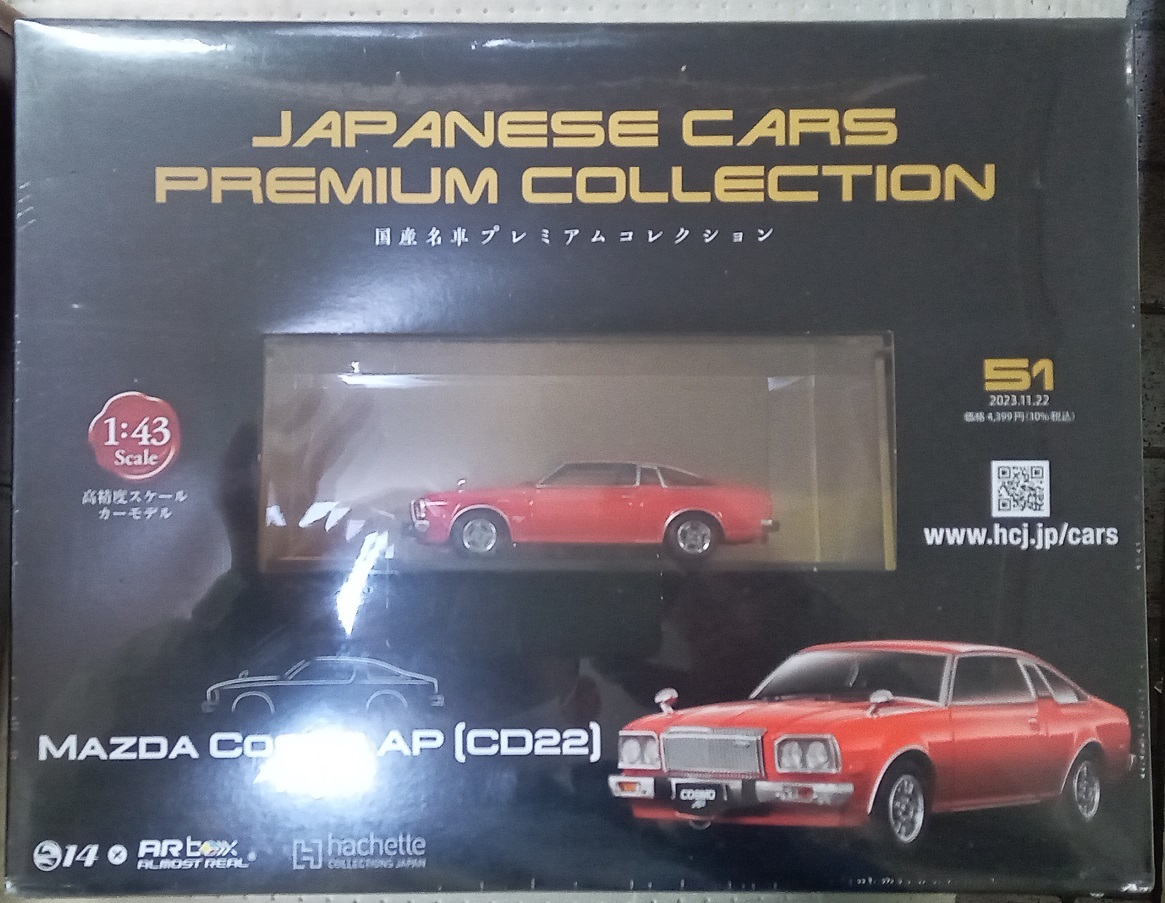 JAPANESE CARS
PREMIUM COLLECTION
国産名車プレミアムコレクション
51
2023.11.22
価格 4,399円(10%税込)
1:43
Scale
高精度スケール
カーモデル
www.hcj.jp/cars
MAZDA AP (CD22)
COSMO
AP
14
ARbox
ALMOST REAL
hachette
COLLECTIONS JAPAN